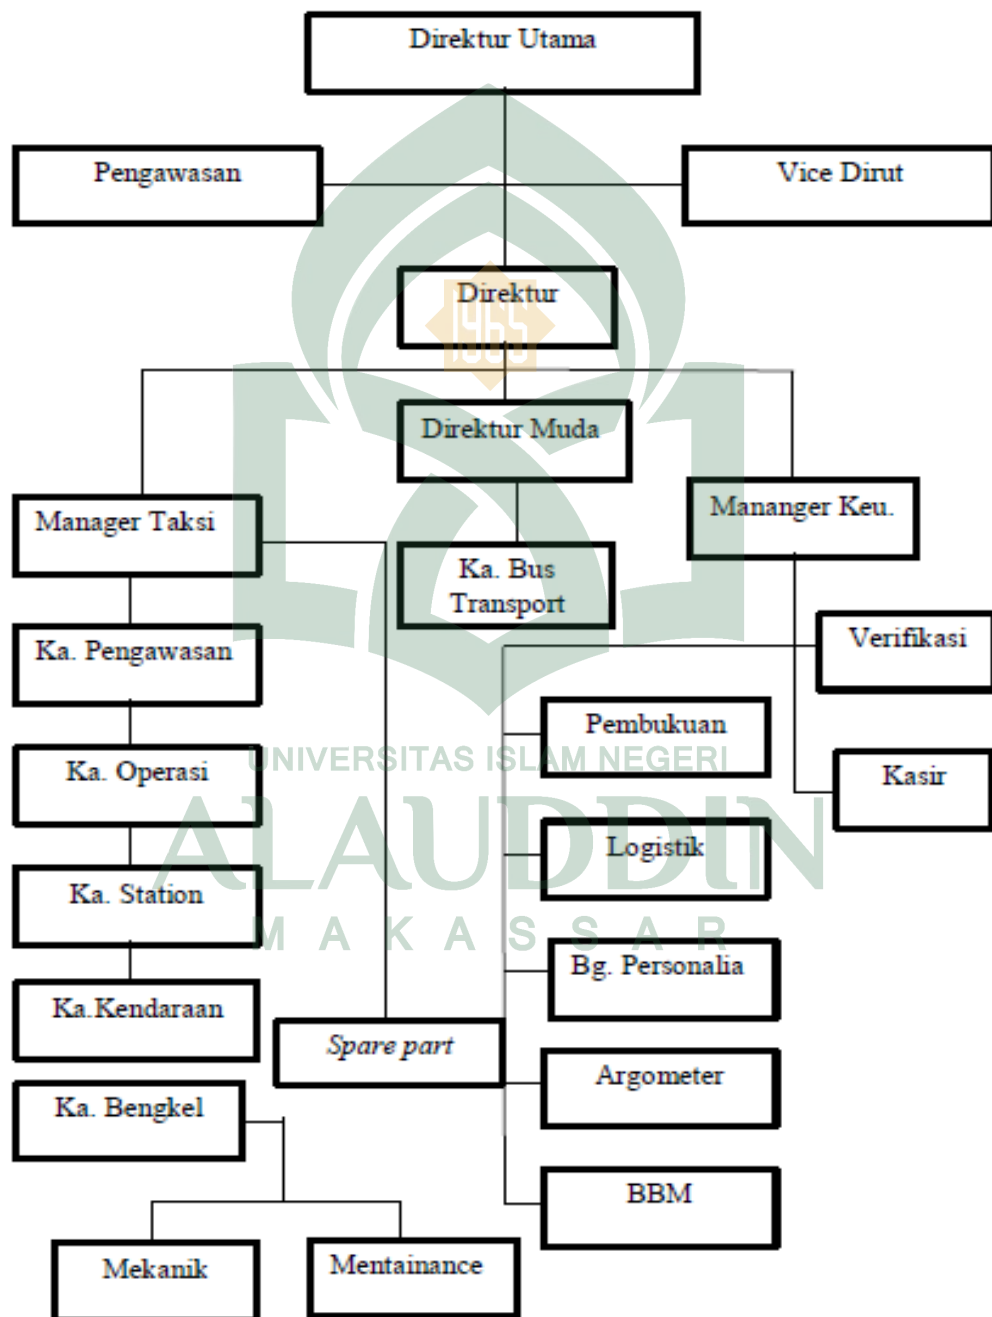 Direktur Utama
Pengawasan
Vice Dirut
Direktur
1965
Direktur Muda
Manager Taksi
Mananger Keu.
Ka. Bus
Transport
Ka. Pengawasan
Verifikasi
Pembukuan
Ka. Operasi
UNIVERSITAS ISLAM NEGERI
Kasir
ALAUDDIN
Logistik
Ka. Station
MAKASSAR
Bg. Personalia
Ka.Kendaraan
Spare part
Argometer
Ka. Bengkel
BBM
Mekanik
Mentainance